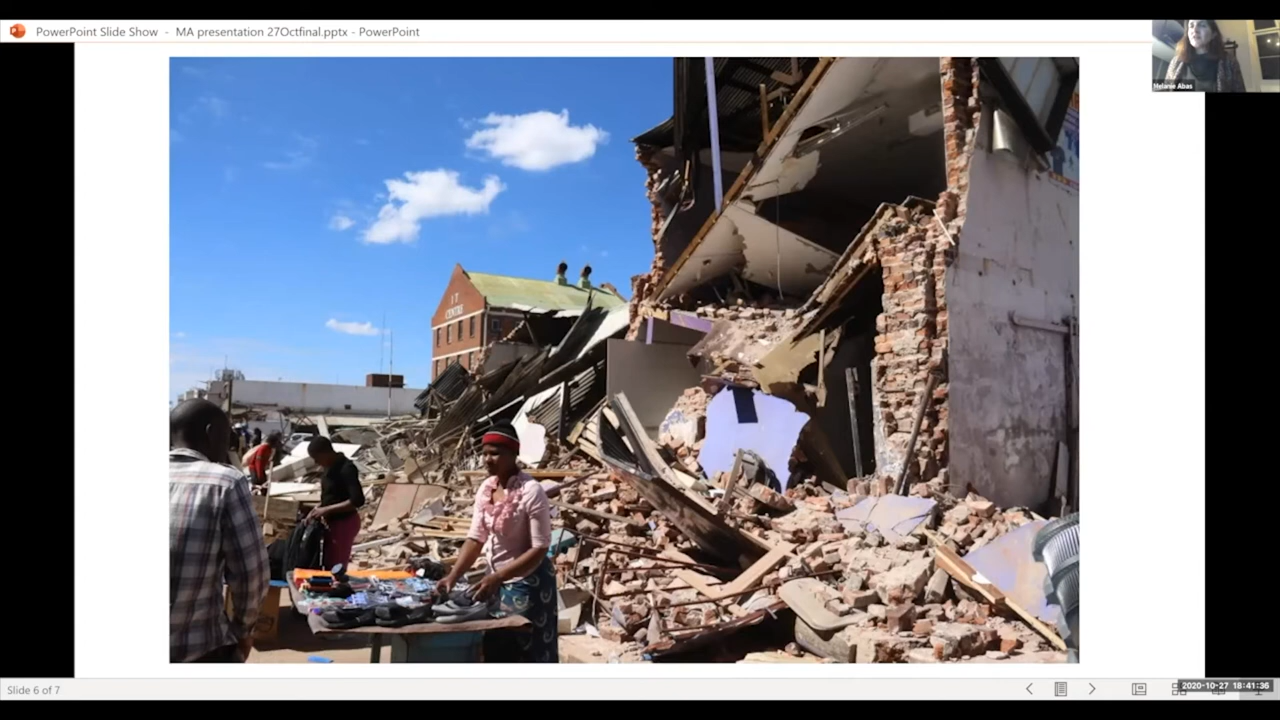 PowerPoint Slide Show - MA presentation 27Octfinal.pptx - PowerPoint
Melanie Abas
I T
CENTRE
Slide 6 of 7
2020-10-27 18:41:36